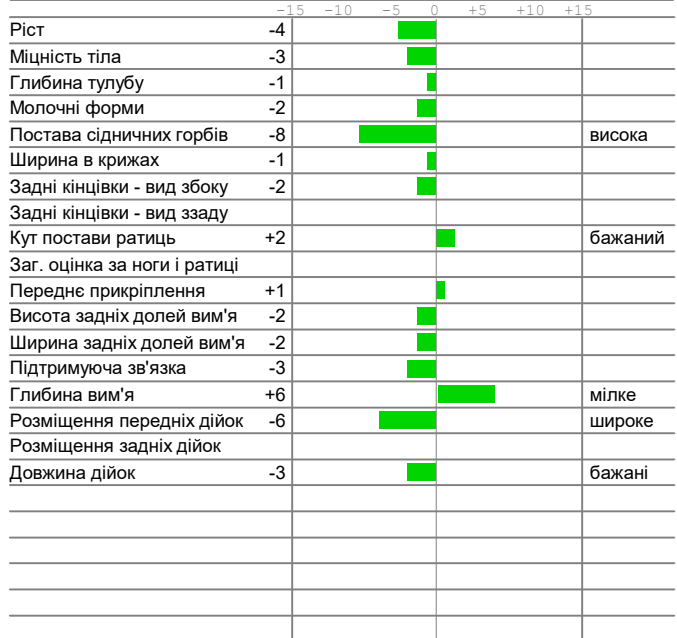 -15 -10 -5 0 +5 +10 +15
Ріст -4
Міцність тіла -3
Глибина тулубу -1
Молочні форми -2
Постава сідничних горбів -8 висока
Ширина в крижах -1
Задні кінцівки - вид збоку -2
Задні кінцівки - вид ззаду
Кут постави ратиць +2 бажаний
Заг. оцінка за ноги і ратиці
Переднє прикріплення +1
Висота задніх долей вим'я -2
Ширина задніх долей вим'я -2
Підтримуюча зв'язка -3
Глибина вим'я +6 мілке
Розміщення передніх дійок -6 широке
Розміщення задніх дійок
Довжина дійок -3 бажані